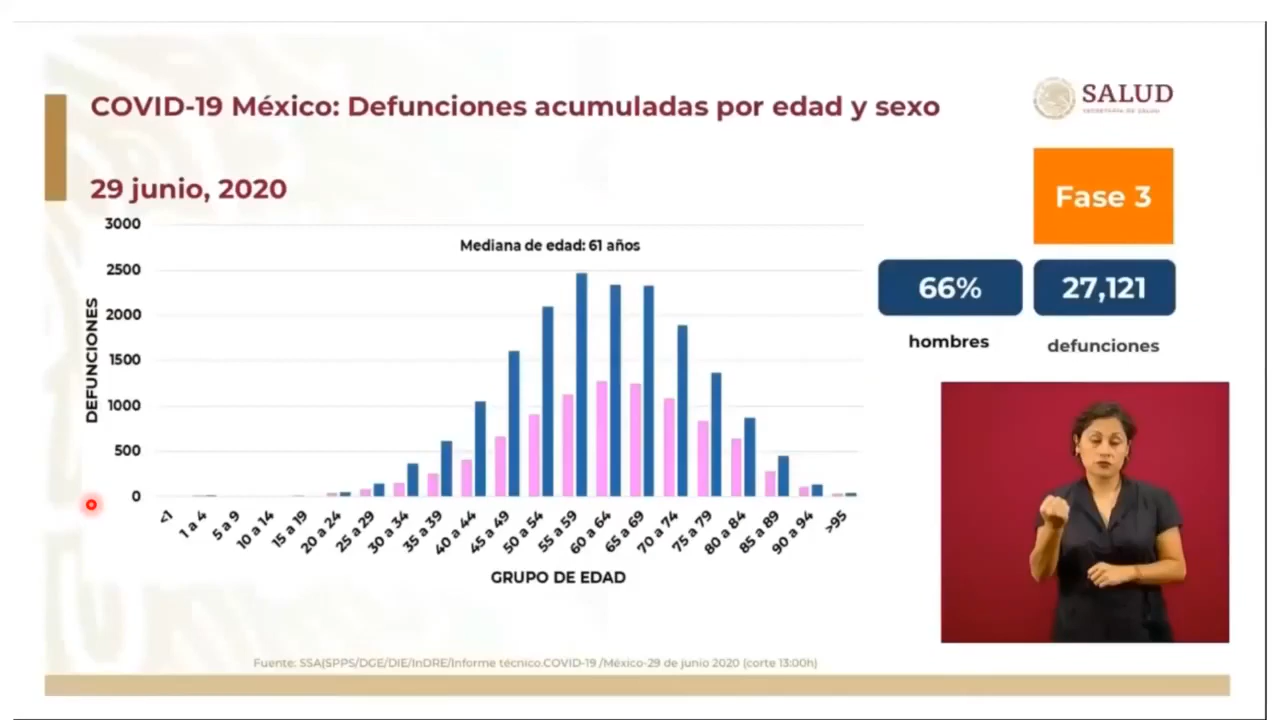 COVID-19 México: Defunciones acumuladas por edad y sexo
29 junio, 2020
SALUD
SECRETARÍA DE SALUD
Fase 3
66%
hombres
27,121
defunciones
Mediana de edad: 61 años
DEFUNCIONES
3000
2500
2000
1500
1000
500
0
<1
1 a 4
5 a 9
10 a 14
15 a 19
20 a 24
25 a 29
30 a 34
35 a 39
40 a 44
45 a 49
50 a 54
55 a 59
60 a 64
65 a 69
70 a 74
75 a 79
80 a 84
85 a 89
90 a 94
>95
GRUPO DE EDAD
Fuente: SSA(SPPS/DGE/DIE/InDRE/Informe técnico.COVID-19 /México-29 de junio 2020 (corte 13:00h)